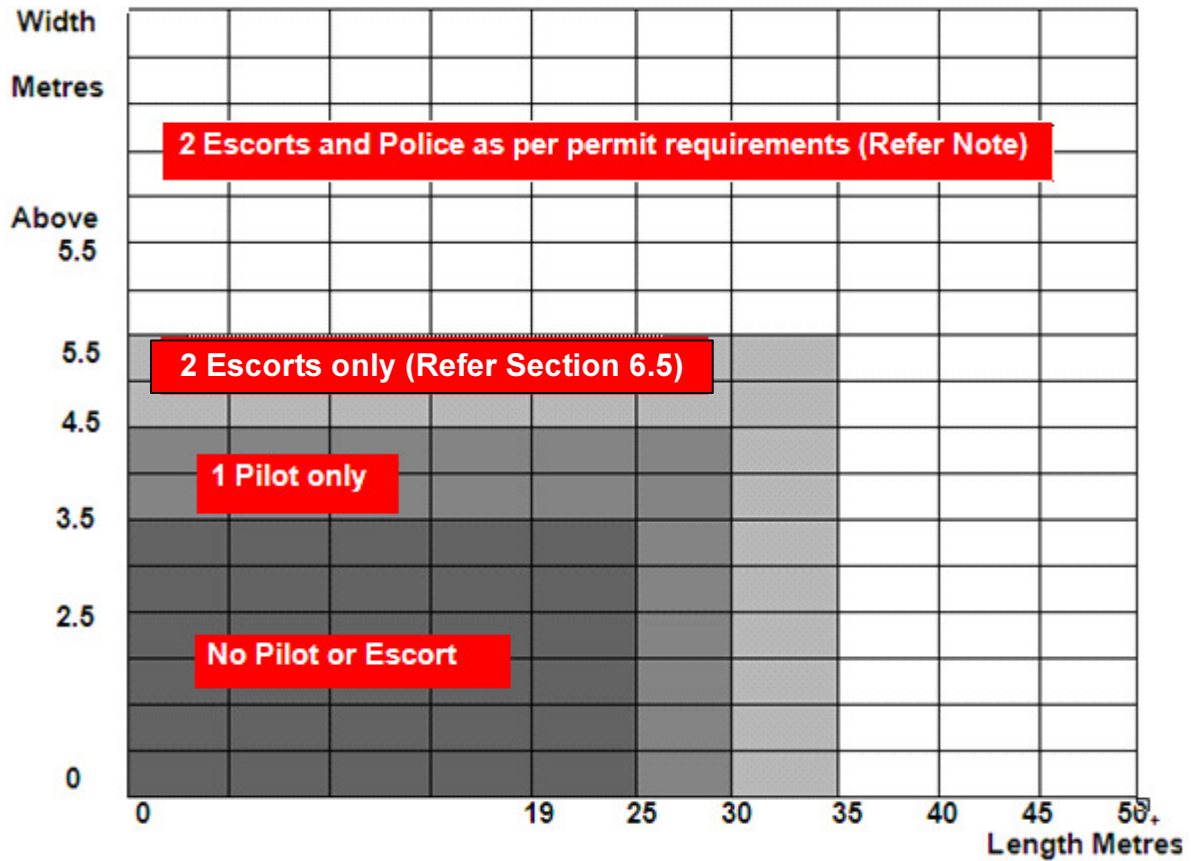 Width
Metres
2 Escorts and Police as per permit requirements (Refer Note)
Above
5.5
5.5
2 Escorts only (Refer Section 6.5)
4.5
1 Pilot only
3.5
2.5
No Pilot or Escort
0
0 19 25 30 35 40 45 50+
Length Metres